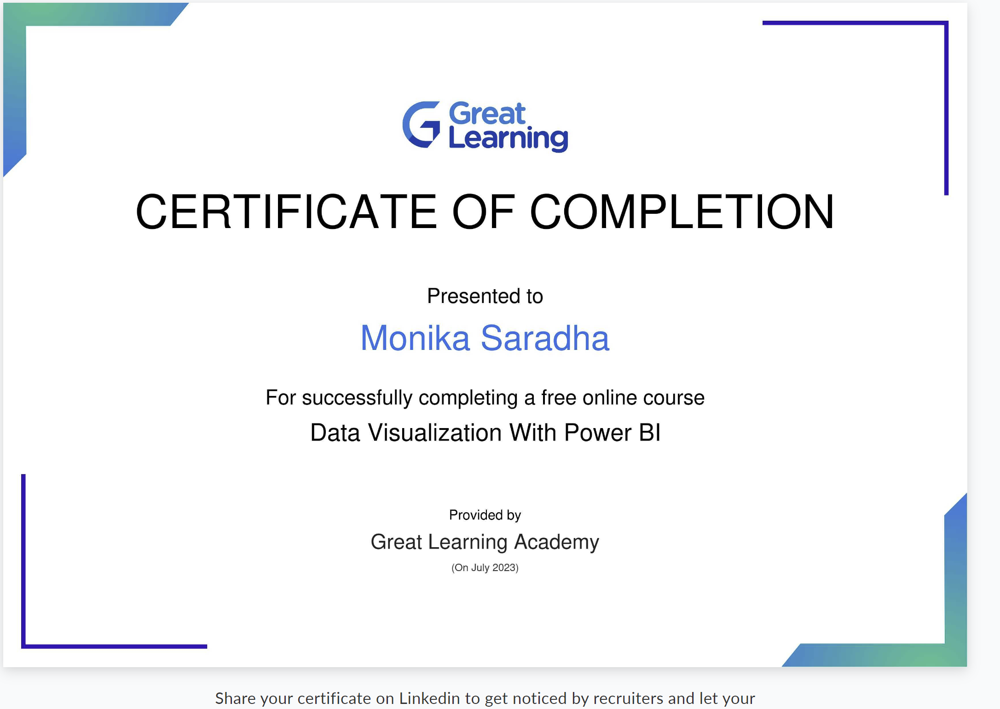 Great
Learning
CERTIFICATE OF COMPLETION
Presented to
Monika Saradha
For successfully completing a free online course
Data Visualization With Power BI
Provided by
Great Learning Academy
(On July 2023)
Share your certificate on Linkedin to get noticed by recruiters and let your